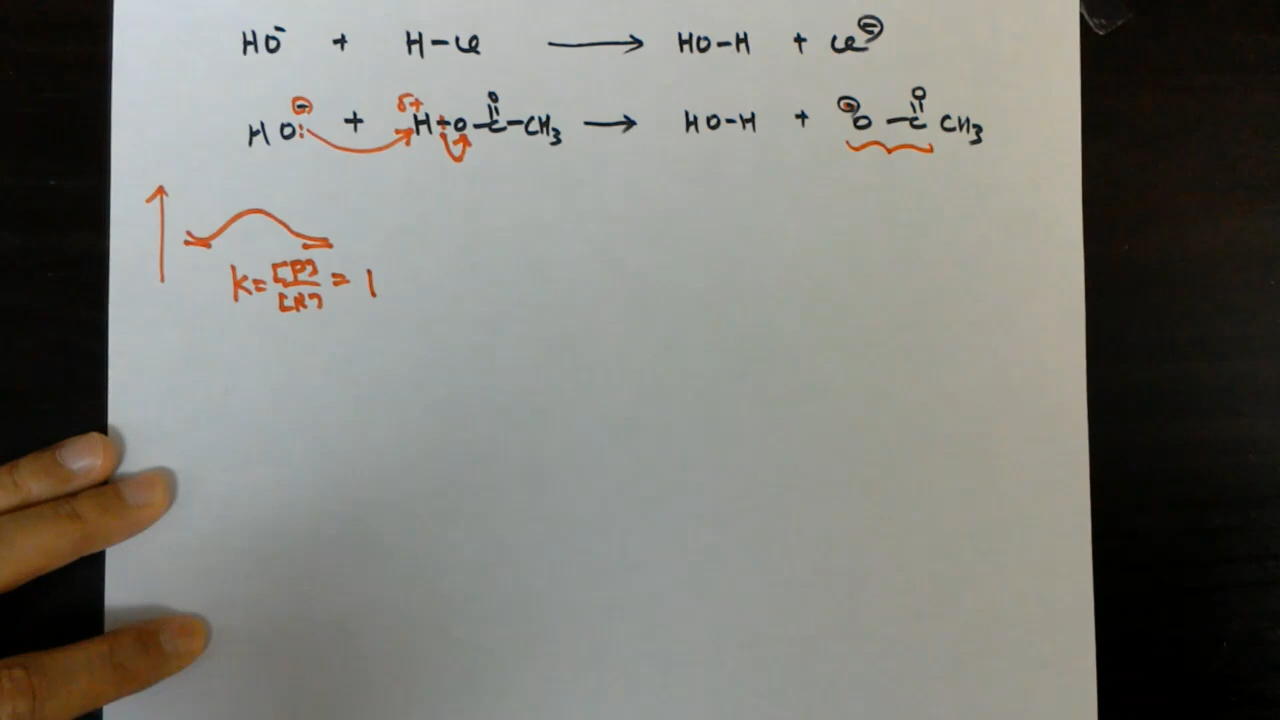 HO⁻ + H–Cl ⟶ HO–H + Cl⊖
HO:⊖ + δ+ H–O–C(=O)–CH₃ ⟶ HO–H + ⊖O–C(=O)CH₃
K = [P]/[R] = 1